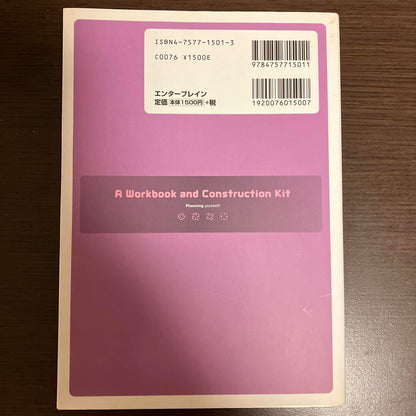 ISBN4-7577-1501-3
C0076 ¥1500E
エンターブレイン
定価 本体1500円 +税
9784757715011
1920076015007
A Workbook and Construction Kit
Planning yourself!